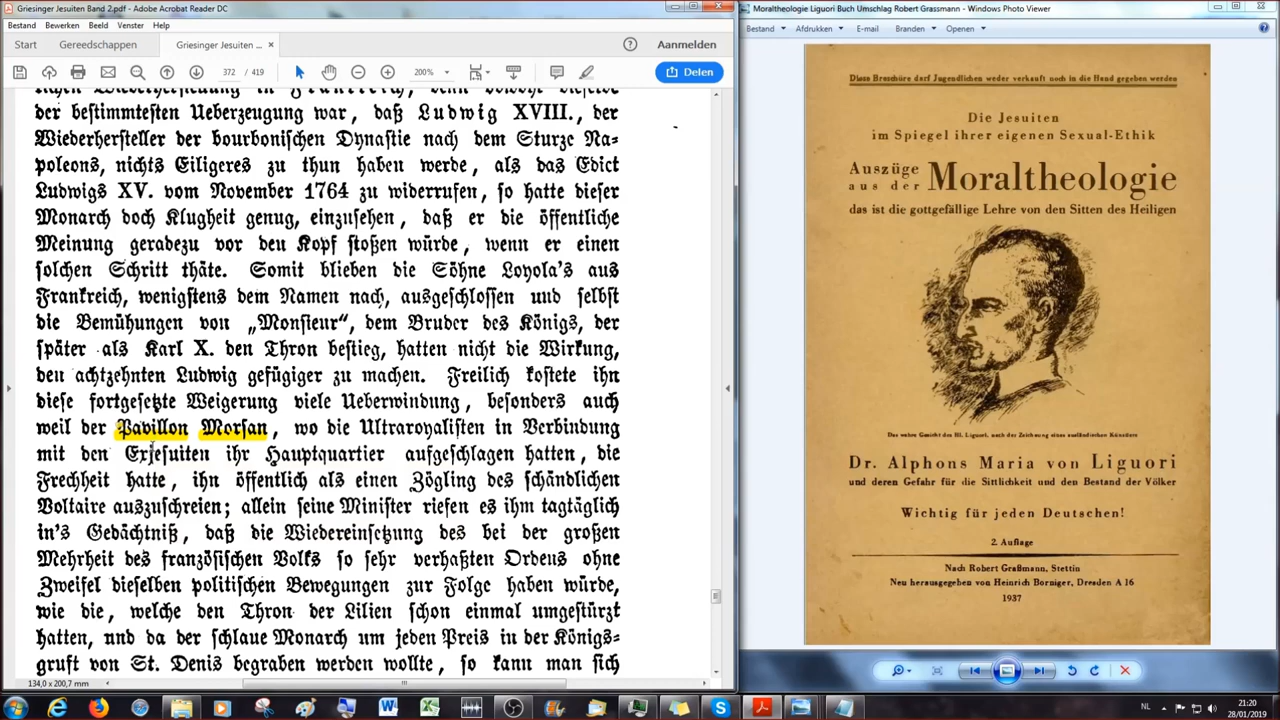 Griesinger Jesuiten Band 2.pdf - Adobe Acrobat Reader DC
Bestand Bewerken Beeld Venster Help
Start Gereedschappen Griesinger Jesuiten ... × Aanmelden
372 / 419 200% Delen
der bestimmtesten Ueberzeugung war, daß Ludwig XVIII., der
Wiederhersteller der bourbonischen Dynastie nach dem Sturze Na-
poleons, nichts Eiligeres zu thun haben werde, als das Edict
Ludwigs XV. vom November 1764 zu widerrufen, so hatte dieser
Monarch doch Klugheit genug, einzusehen, daß er die öffentliche
Meinung geradezu vor den Kopf stoßen würde, wenn er einen
solchen Schritt thäte. Somit blieben die Söhne Loyola's aus
Frankreich, wenigstens dem Namen nach, ausgeschlossen und selbst
die Bemühungen von „Monsieur“, dem Bruder des Königs, der
später als Karl X. den Thron bestieg, hatten nicht die Wirkung,
den achtzehnten Ludwig gefügiger zu machen. Freilich kostete ihn
diese fortgesetzte Weigerung viele Ueberwindung, besonders auch
weil der Pavillon Morsan, wo die Ultraroyalisten in Verbindung
mit den Exjesuiten ihr Hauptquartier aufgeschlagen hatten, die
Frechheit hatte, ihn öffentlich als einen Zögling des schändlichen
Voltaire auszuschreien; allein seine Minister riefen es ihm tagtäglich
in's Gedächtniß, daß die Wiedereinsetzung des bei der großen
Mehrheit des französischen Volks so sehr verhaßten Ordens ohne
Zweifel dieselben politischen Bewegungen zur Folge haben würde,
wie die, welche den Thron der Lilien schon einmal umgestürzt
hatten, und da der schlaue Monarch um jeden Preis in der Königs-
gruft von St. Denis begraben werden wollte, so kann man sich
134,0 x 200,7 mm
Moraltheologie Liguori Buch Umschlag Robert Grassmann - Windows Photo Viewer
Bestand Afdrukken E-mail Branden Openen
Diese Broschüre darf Jugendlichen weder verkauft noch in die Hand gegeben werden
Die Jesuiten
im Spiegel ihrer eigenen Sexual-Ethik
Auszüge
aus der Moraltheologie
das ist die gottgefällige Lehre von den Sitten des Heiligen
Das wahre Gesicht des Hl. Liguori, nach der Zeichnung eines ausländischen Künstlers
Dr. Alphons Maria von Liguori
und deren Gefahr für die Sittlichkeit und den Bestand der Völker
Wichtig für jeden Deutschen!
2. Auflage
Nach Robert Graßmann, Stettin
Neu herausgegeben von Heinrich Borniger, Dresden A 16
1937
NL 21:20
28/01/2019